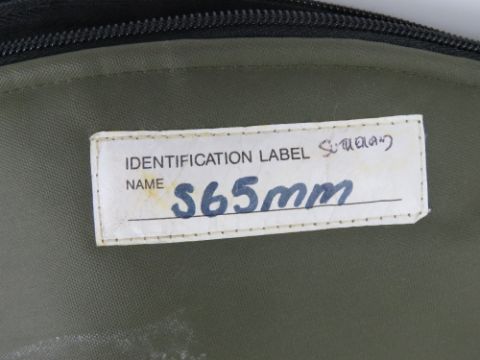 IDENTIFICATION LABEL
NAME S65mm